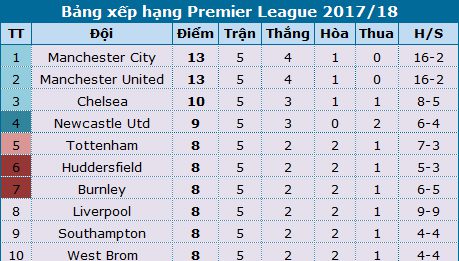 Bảng xếp hạng Premier League 2017/18
TT Đội Điểm Trận Thắng Hòa Thua H/S
1 Manchester City 13 5 4 1 0 16-2
2 Manchester United 13 5 4 1 0 16-2
3 Chelsea 10 5 3 1 1 8-5
4 Newcastle Utd 9 5 3 0 2 6-4
5 Tottenham 8 5 2 2 1 7-3
6 Huddersfield 8 5 2 2 1 6-3
7 Burnley 8 5 2 2 1 6-5
8 Liverpool 8 5 2 2 1 9-9
9 Southampton 8 5 2 2 1 4-4
10 West Brom 8 5 2 2 1 4-4